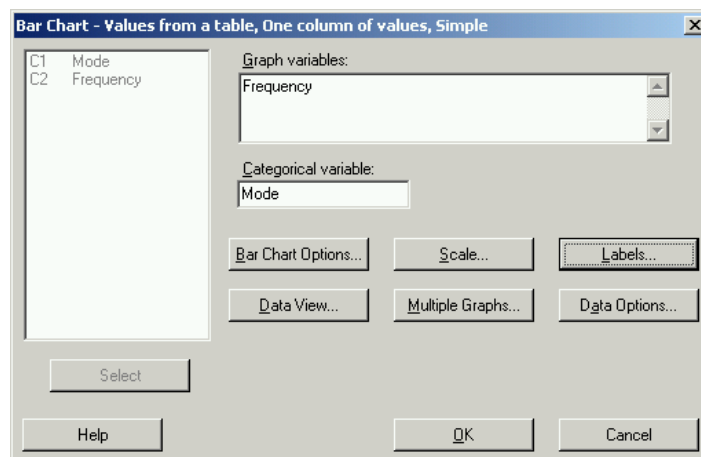 Bar Chart - Values from a table, One column of values, Simple
C1 Mode
C2 Frequency
Graph variables:
Frequency
Categorical variable:
Mode
Bar Chart Options...
Scale...
Labels...
Data View...
Multiple Graphs...
Data Options...
Select
Help
OK
Cancel